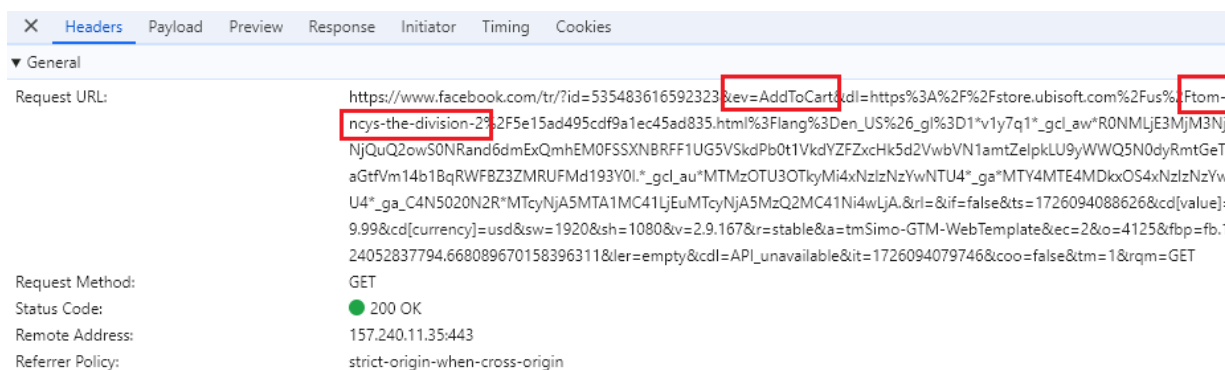 Headers Payload Preview Response Initiator Timing Cookies
General
Request URL: https://www.facebook.com/tr/?id=535483616592323&ev=AddToCart&dl=https%3A%2F%2Fstore.ubisoft.com%2Fus%2Ftom-
ncys-the-division-2%2F5e15ad495cdf9a1ec45ad835.html%3Flang%3Den_US%26_gl%3D1*v1y7q1*_gcl_aw*R0NMLjE3MjM3Nj
NjQuQ2owS0NRand6dmExQmhEM0FSSXNBRFF1UG5VSkdPb0t1VkdYZFZxcHk5d2VwbVN1amtZelpkLU9yWWQ5N0dyRmtGeT
aGtfVm14b1BqRWFBZ3ZMRUFMd193Y0I.*_gcl_au*MTMzOTU3OTkyMi4xNzIzNzYwNTU4*_ga*MTY4MTE4MDkxOS4xNzIzNzYw
U4*_ga_C4N5020N2R*MTcyNjA5MTA1MC41LjEuMTcyNjA5MzQ2MC41Ni4wLjA.&rl=&if=false&ts=1726094088626&cd[value]=
9.99&cd[currency]=usd&sw=1920&sh=1080&v=2.9.167&r=stable&a=tmSimo-GTM-WebTemplate&ec=2&o=4125&fbp=fb.1
24052837794.668089670158396311&ler=empty&cdl=API_unavailable&it=1726094079746&coo=false&tm=1&rqm=GET
Request Method: GET
Status Code: 200 OK
Remote Address: 157.240.11.35:443
Referrer Policy: strict-origin-when-cross-origin